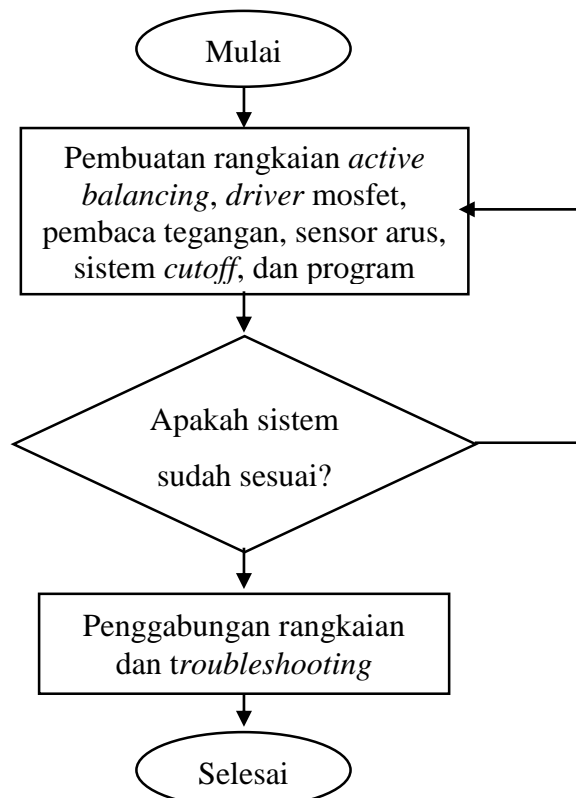 Mulai
Pembuatan rangkaian active
balancing, driver mosfet,
pembaca tegangan, sensor arus,
sistem cutoff, dan program
Apakah sistem
sudah sesuai?
Penggabungan rangkaian
dan troubleshooting
Selesai